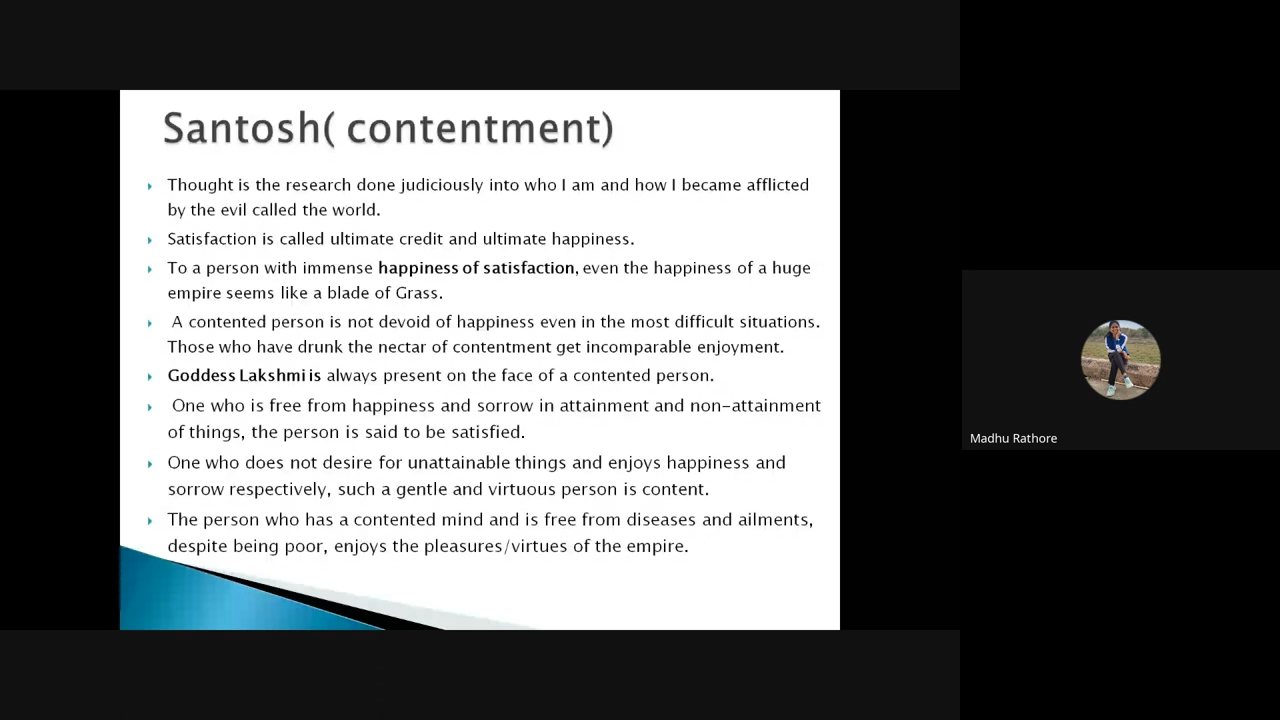 Santosh( contentment)
Thought is the research done judiciously into who I am and how I became afflicted
by the evil called the world.
Satisfaction is called ultimate credit and ultimate happiness.
To a person with immense happiness of satisfaction, even the happiness of a huge
empire seems like a blade of Grass.
A contented person is not devoid of happiness even in the most difficult situations.
Those who have drunk the nectar of contentment get incomparable enjoyment.
Goddess Lakshmi is always present on the face of a contented person.
One who is free from happiness and sorrow in attainment and non-attainment
of things, the person is said to be satisfied.
One who does not desire for unattainable things and enjoys happiness and
sorrow respectively, such a gentle and virtuous person is content.
The person who has a contented mind and is free from diseases and ailments,
despite being poor, enjoys the pleasures/virtues of the empire.
Madhu Rathore